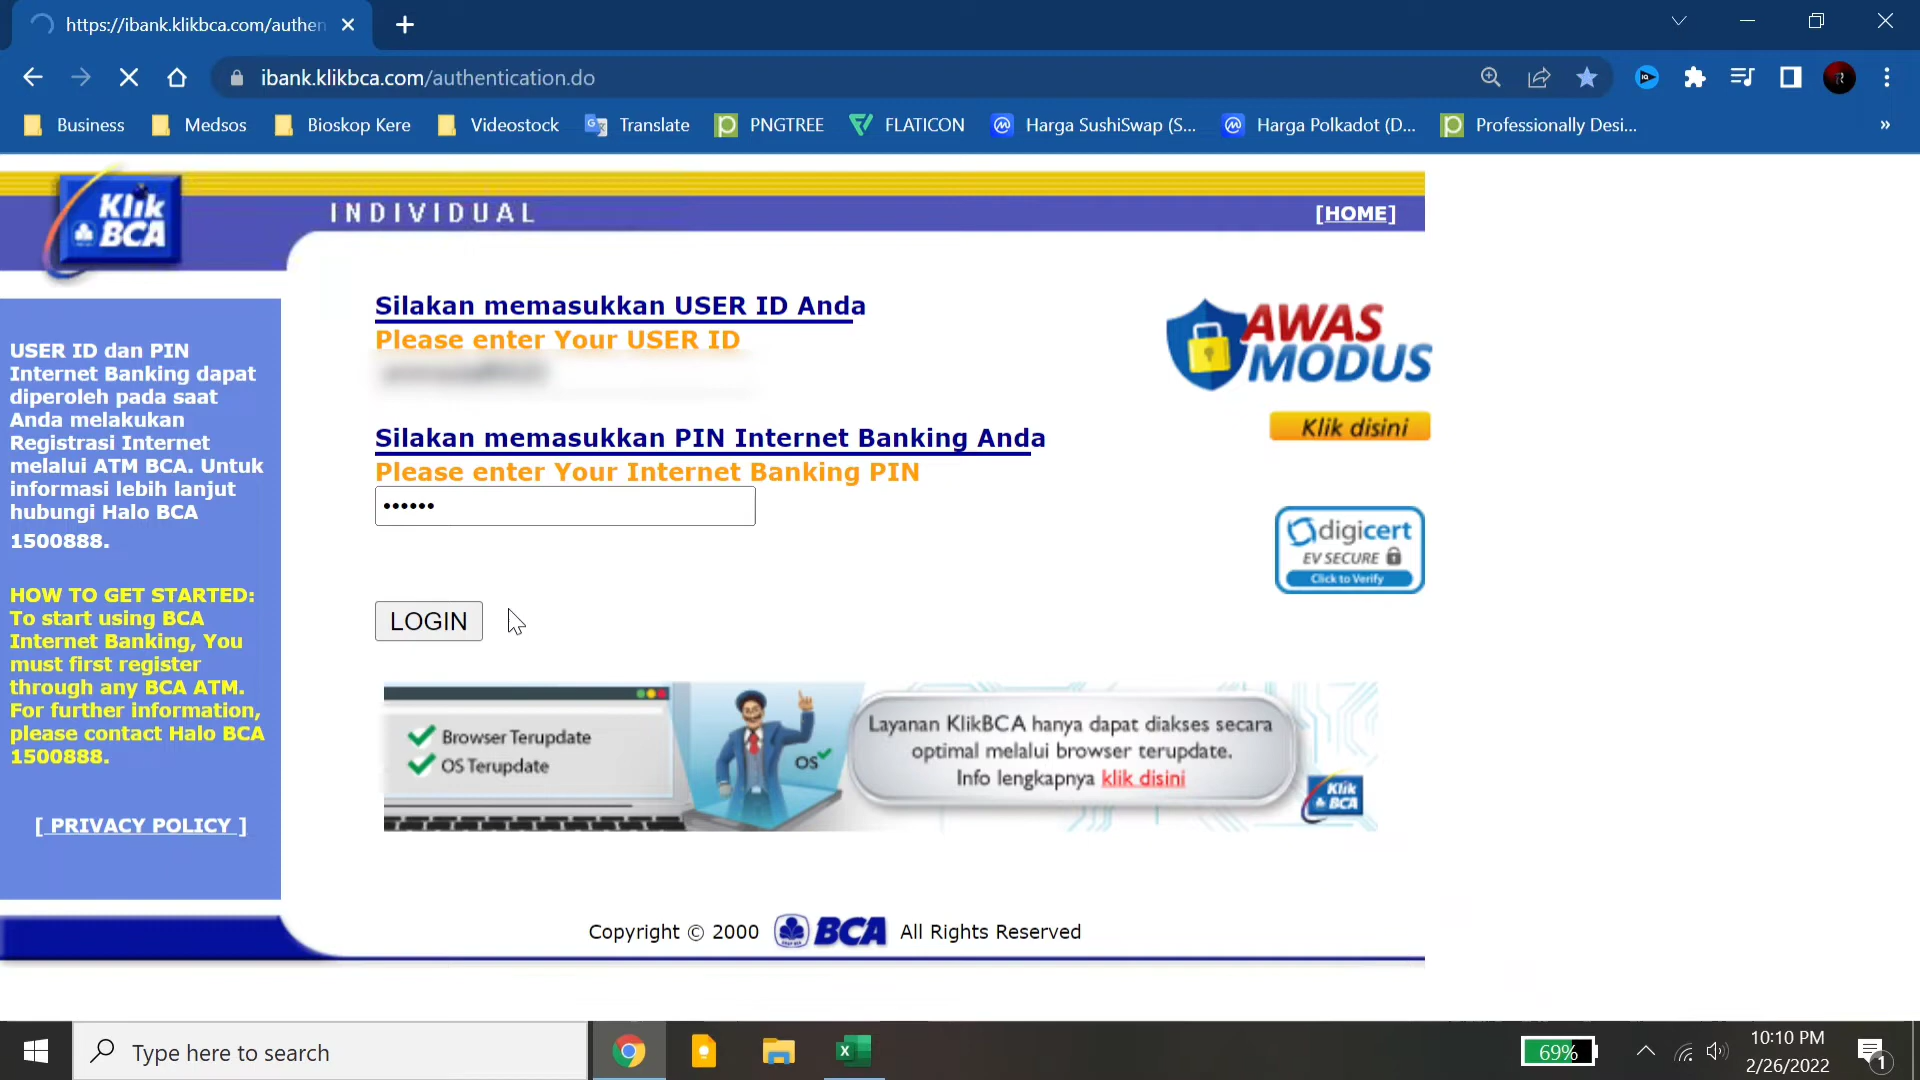 https://ibank.klikbca.com/authen
ibank.klikbca.com/authentication.do
Business
Medsos
Bioskop Kere
Videostock
Translate
PNGTREE
FLATICON
Harga SushiSwap (S...
Harga Polkadot (D...
Professionally Desi...
»
Klik BCA
INDIVIDUAL
[HOME]
USER ID dan PIN
Internet Banking dapat
diperoleh pada saat
Anda melakukan
Registrasi Internet
melalui ATM BCA. Untuk
informasi lebih lanjut
hubungi Halo BCA
1500888.
HOW TO GET STARTED:
To start using BCA
Internet Banking, You
must first register
through any BCA ATM.
For further information,
please contact Halo BCA
1500888.
[ PRIVACY POLICY ]
Silakan memasukkan USER ID Anda
Please enter Your USER ID
Silakan memasukkan PIN Internet Banking Anda
Please enter Your Internet Banking PIN
••••••
LOGIN
AWAS
MODUS
Klik disini
digicert
EV SECURE
Click to Verify
Browser Terupdate
OS Terupdate
OS
Layanan KlikBCA hanya dapat diakses secara
optimal melalui browser terupdate.
Info lengkapnya klik disini
Klik
BCA
Copyright © 2000 BCA All Rights Reserved
Type here to search
69%
10:10 PM
2/26/2022
1